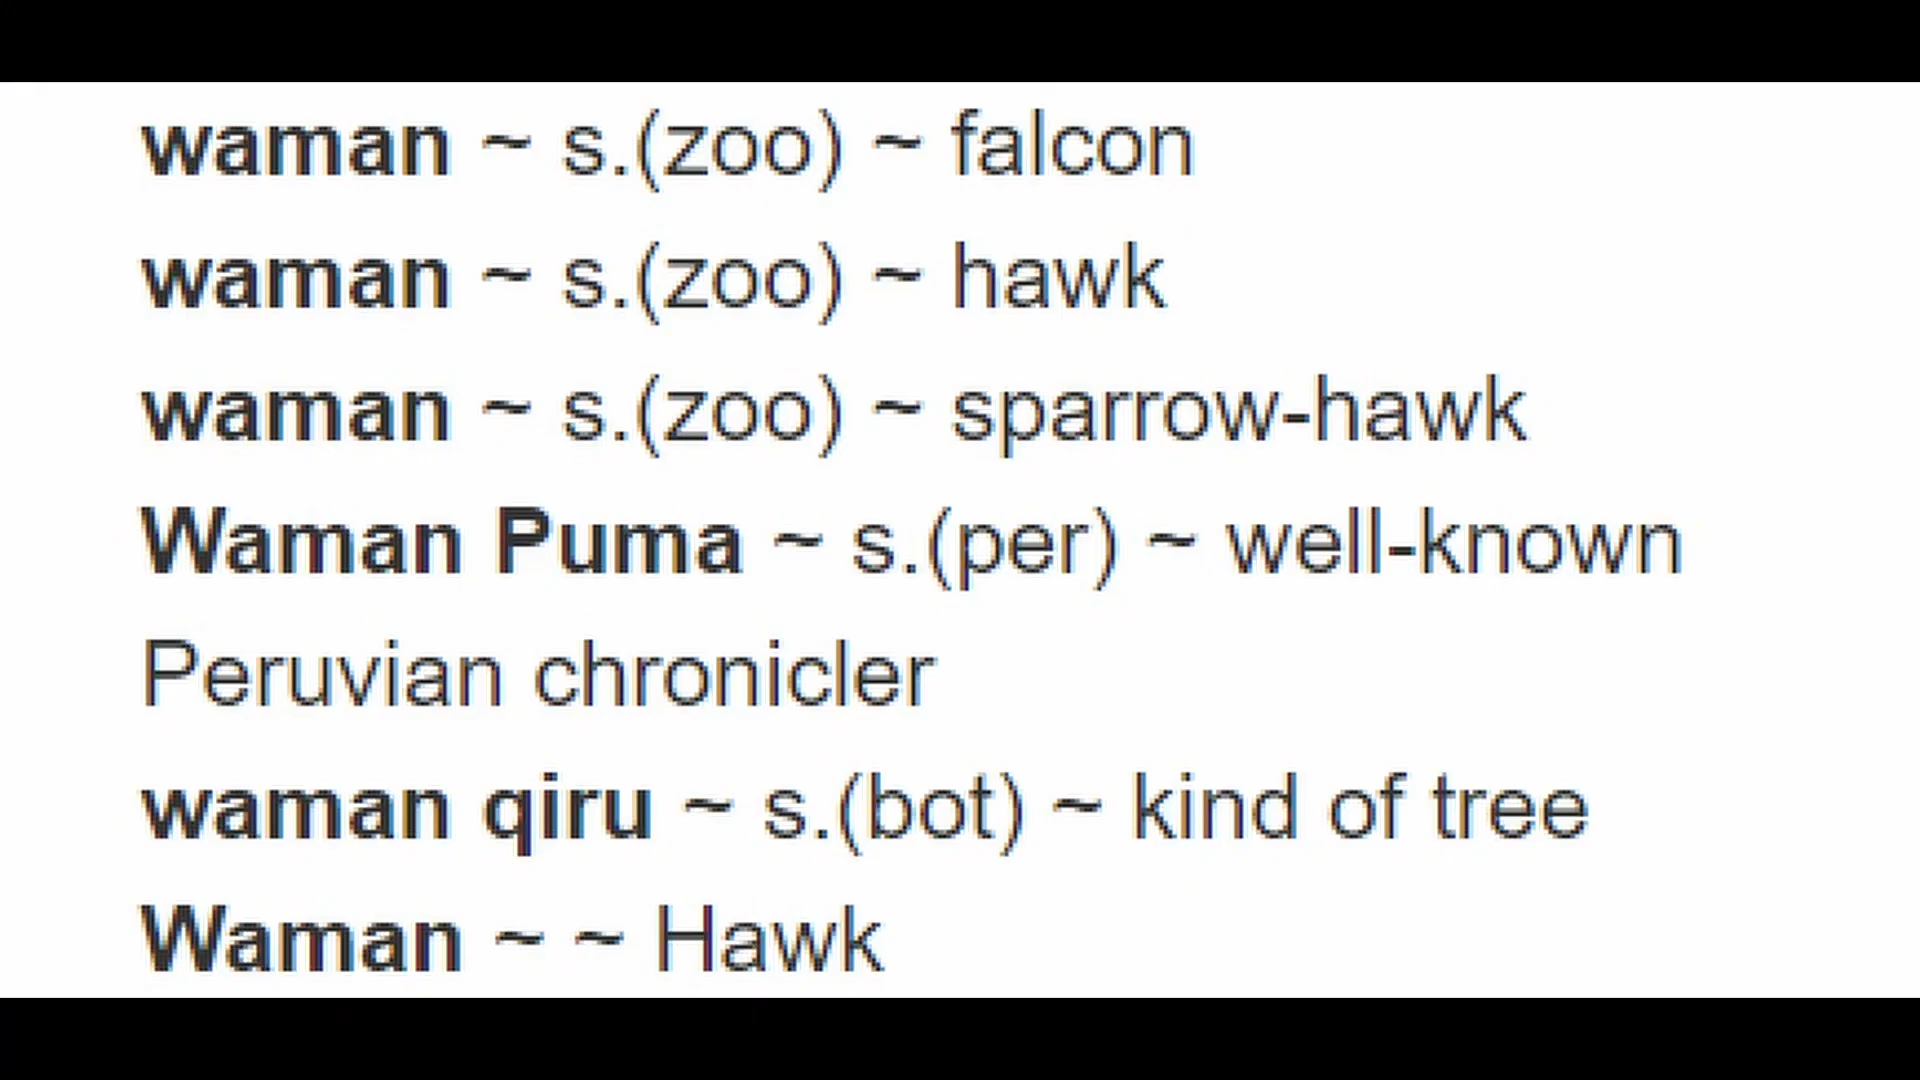 waman ~ s.(zoo) ~ falcon
waman ~ s.(zoo) ~ hawk
waman ~ s.(zoo) ~ sparrow-hawk
Waman Puma ~ s.(per) ~ well-known
Peruvian chronicler
waman qiru ~ s.(bot) ~ kind of tree
Waman ~ ~ Hawk